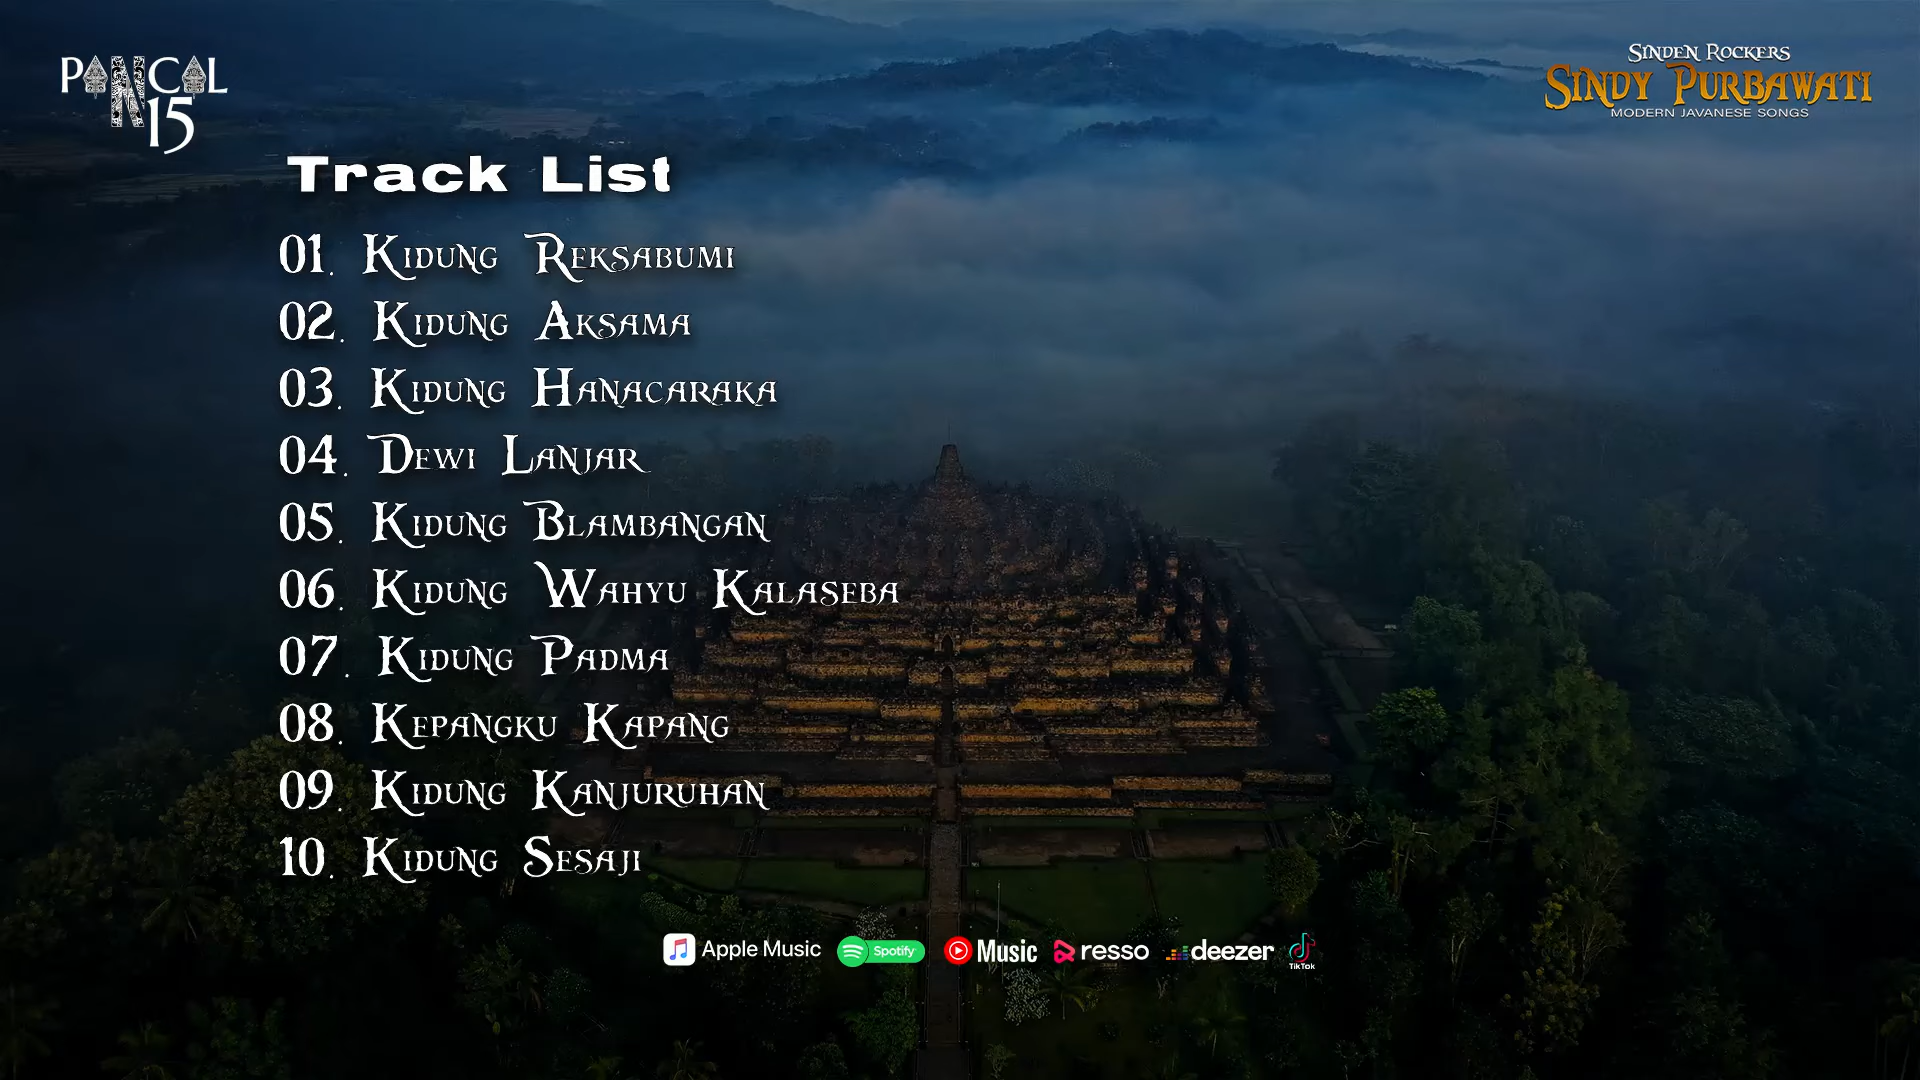 PANCAL
N15
SINDEN ROCKERS
SINDY PURBAWATI
MODERN JAVANESE SONGS
Track List
01. KIDUNG REKSABUMI
02. KIDUNG AKSAMA
03. KIDUNG HANACARAKA
04. DEWI LANJAR
05. KIDUNG BLAMBANGAN
06. KIDUNG WAHYU KALASEBA
07. KIDUNG PADMA
08. KEPANGKU KAPANG
09. KIDUNG KANJURUHAN
10. KIDUNG SESAJI
Apple Music Spotify Music resso deezer TikTok